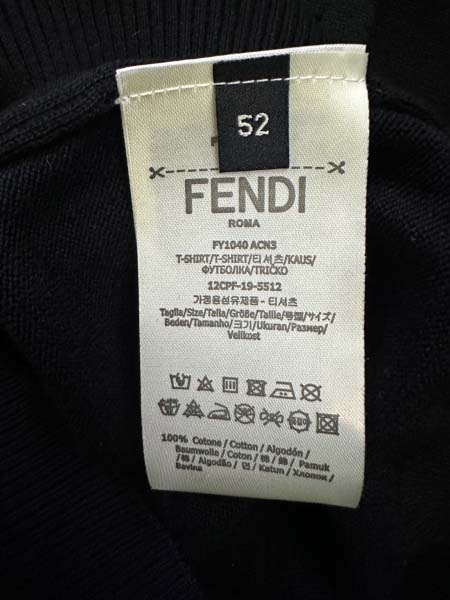 52
FENDI
ROMA
FY1040 ACN3
T-SHIRT/T-SHIRT/티셔츠/KAUS/
ФУТБОЛКА/TRIČKO
12CPF-19-5512
가정용섬유제품 - 티셔츠
Taglia/Size/Talla/Größe/Taille/号型/サイズ/
Beden/Tamanho/크기/Ukuran/Размер/
Velikost
100% Cotone / Cotton / Algodón /
Baumwolle / Coton / 棉 / 綿 / Pamuk
/ Algodão / 면 / Katun / Хлопок /
Bavlna